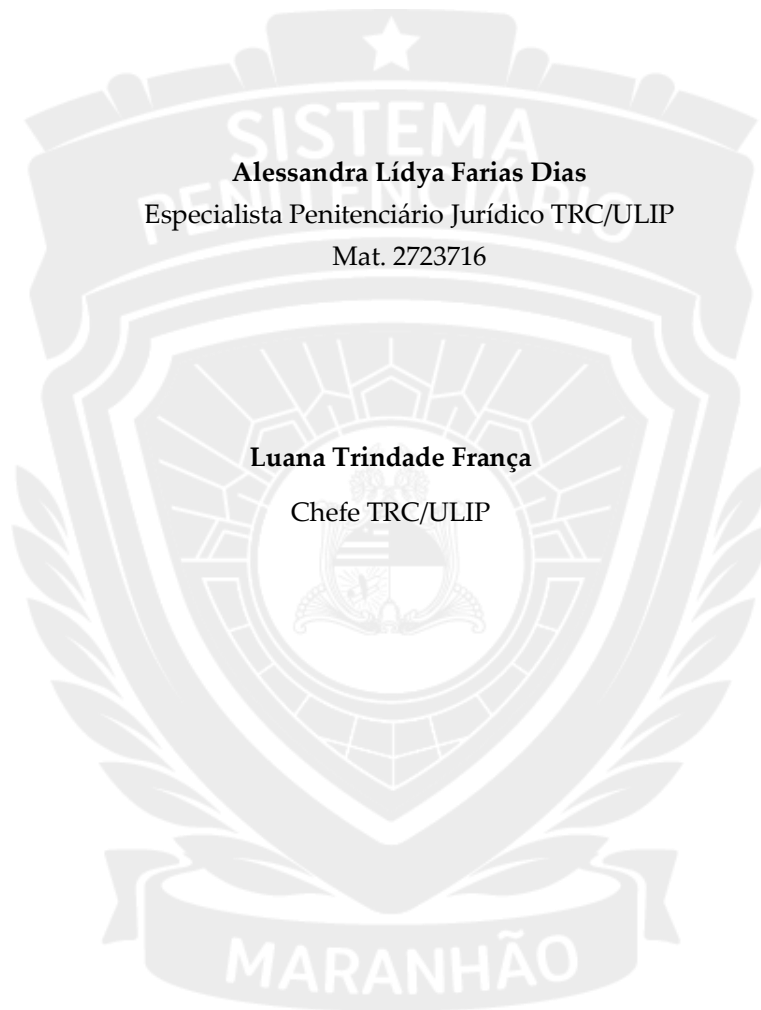 SISTEMA
PENITENCIÁRIO
Alessandra Lídya Farias Dias
Especialista Penitenciário Jurídico TRC/ULIP
Mat. 2723716
Luana Trindade França
Chefe TRC/ULIP
MARANHÃO